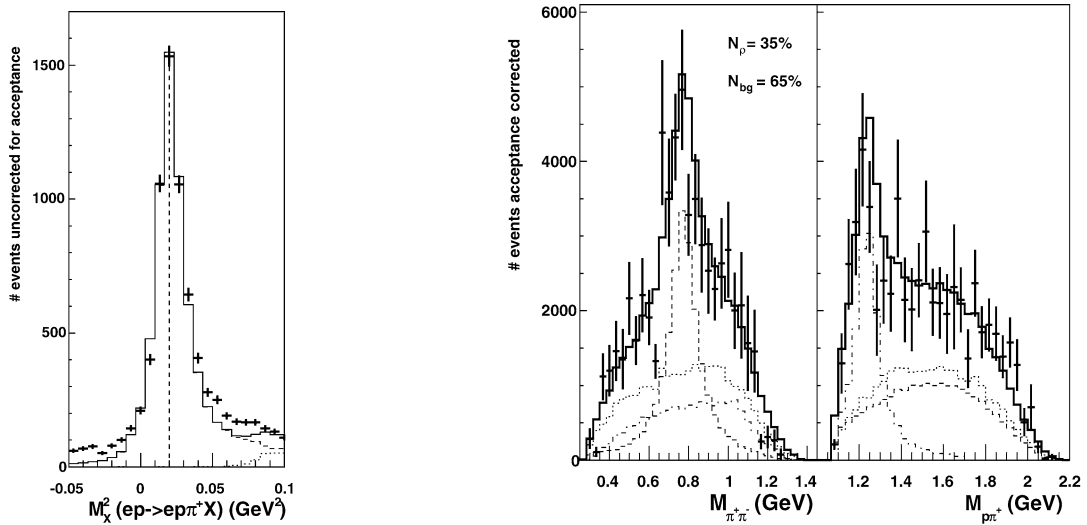 # events uncorrected for acceptance
1500
1000
500
0
-0.05 0 0.05 0.1
M²ₓ (ep->epπ⁺X) (GeV²)
# events acceptance corrected
6000
4000
2000
0
Nρ = 35%
Nbg = 65%
0.4 0.6 0.8 1 1.2
Mπ⁺π⁻ (GeV)
1.2 1.4 1.6 1.8 2 2.2
Mpπ⁺ (GeV)